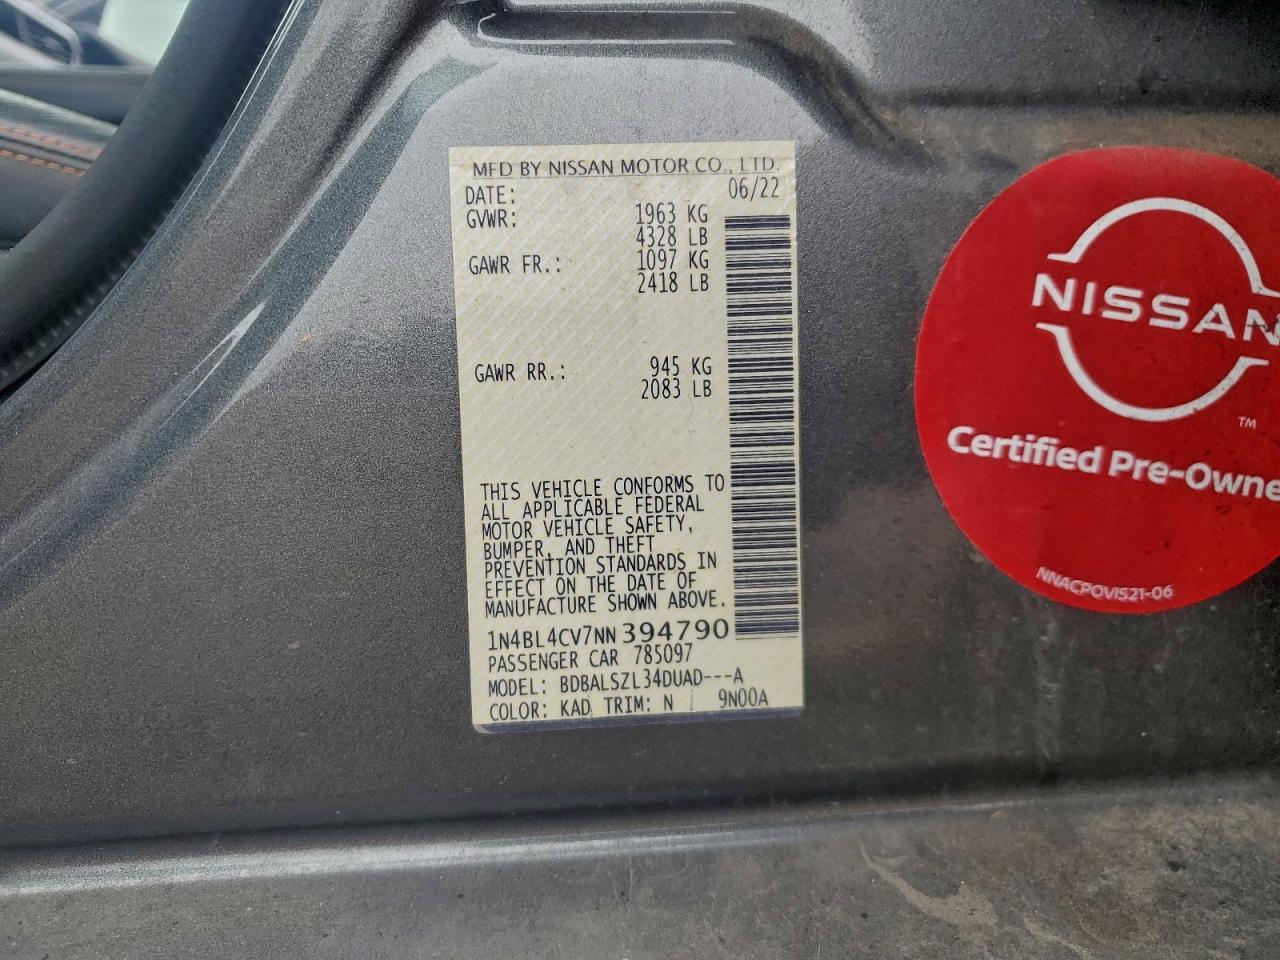 MFD BY NISSAN MOTOR CO., LTD.
DATE: 06/22
GVWR: 1963 KG
4328 LB
GAWR FR.: 1097 KG
2418 LB
GAWR RR.: 945 KG
2083 LB
THIS VEHICLE CONFORMS TO
ALL APPLICABLE FEDERAL
MOTOR VEHICLE SAFETY,
BUMPER, AND THEFT
PREVENTION STANDARDS IN
EFFECT ON THE DATE OF
MANUFACTURE SHOWN ABOVE.
1N4BL4CV7NN394790
PASSENGER CAR 785097
MODEL: BDBALSZL34DUAD---A
COLOR: KAD TRIM: N 9N00A
NISSAN
TM
Certified Pre-Owne
NNACPOVIS21-06